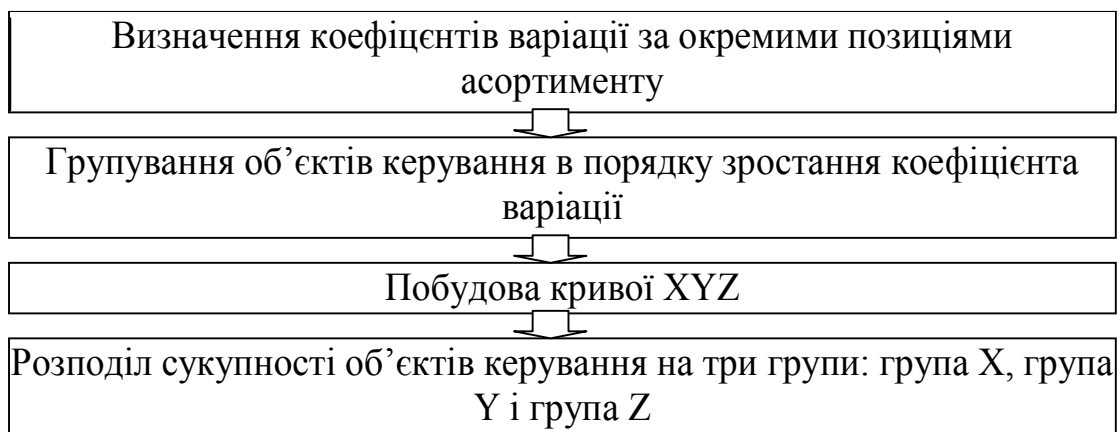 Визначення коефіцєнтів варіації за окремими позиціями
асортименту
Групування об’єктів керування в порядку зростання коефіцієнта
варіації
Побудова кривої XYZ
Розподіл сукупності об’єктів керування на три групи: група X, група
Y і група Z